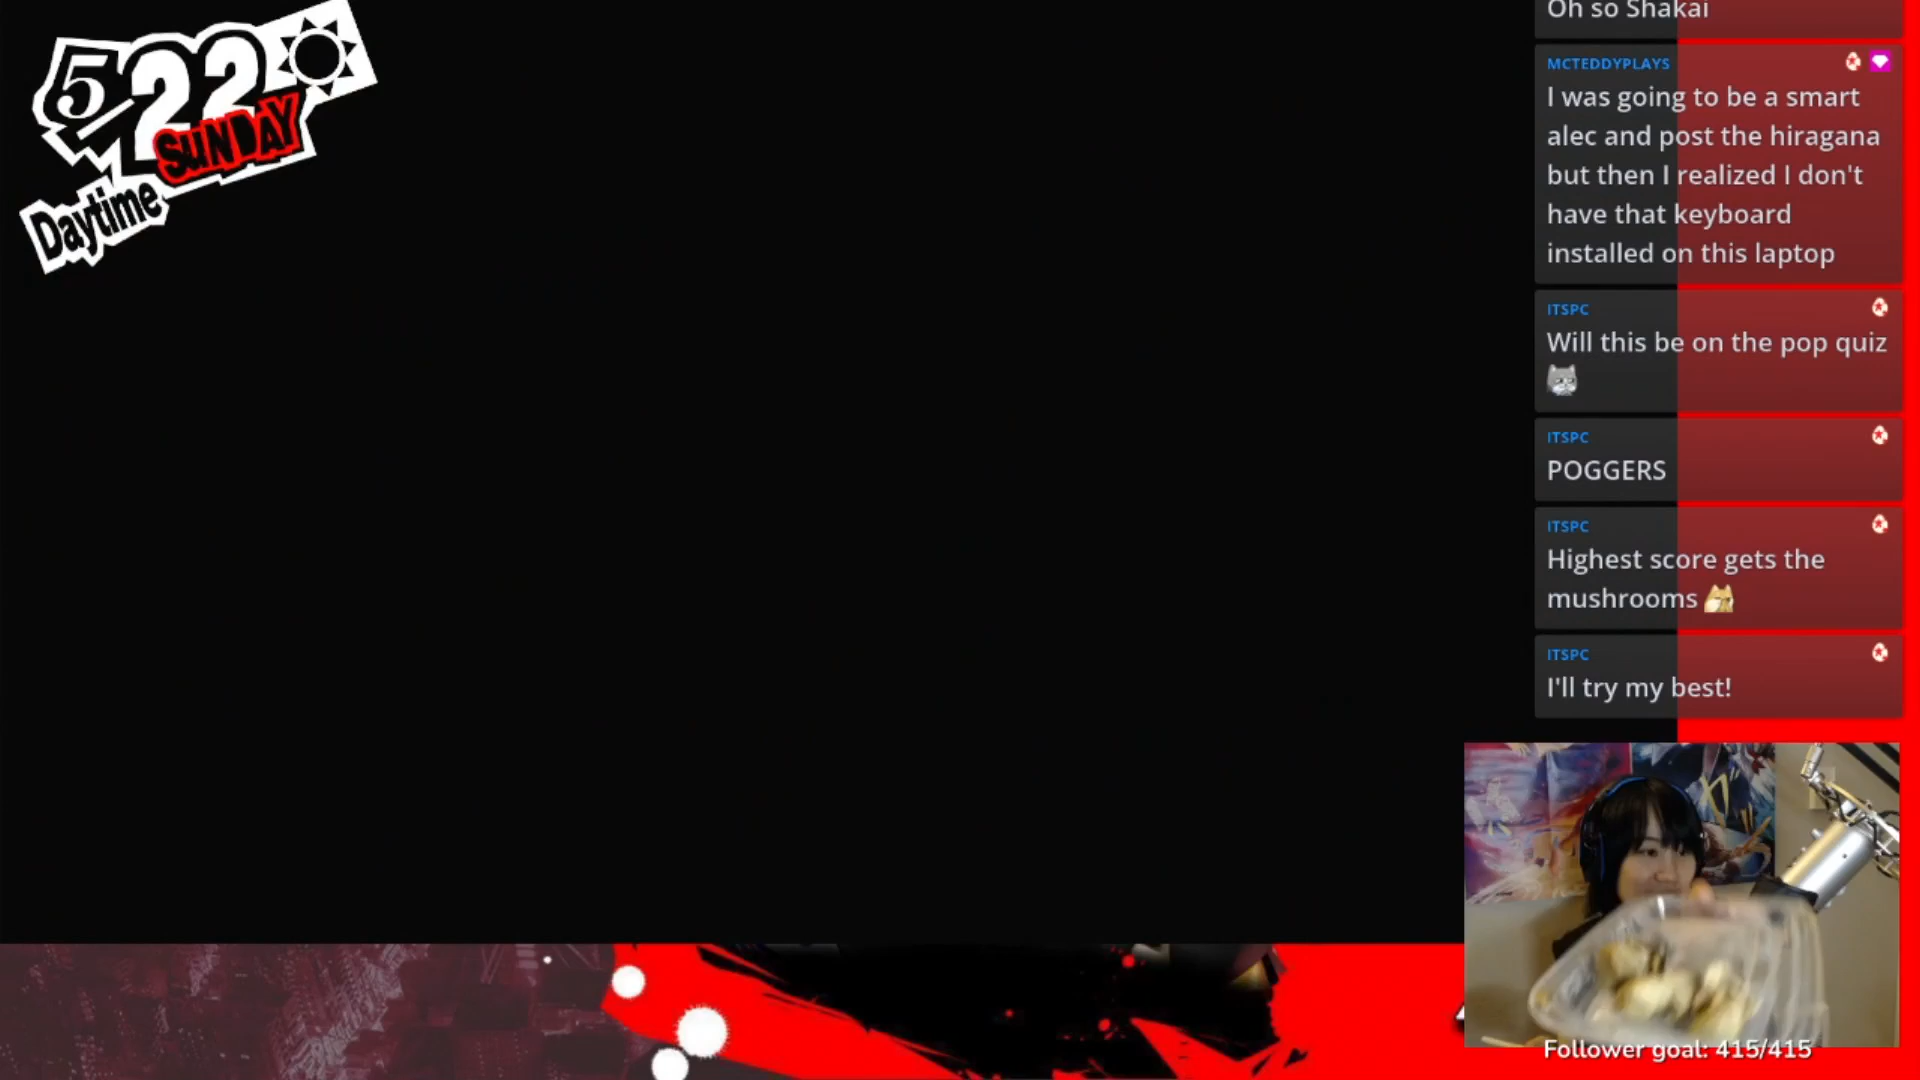 5/22
SUNDAY
Daytime
Oh so Shakai
MCTEDDYPLAYS
I was going to be a smart
alec and post the hiragana
but then I realized I don't
have that keyboard
installed on this laptop
ITSPC
Will this be on the pop quiz
ITSPC
POGGERS
ITSPC
Highest score gets the
mushrooms
ITSPC
I'll try my best!
Follower goal: 415/415